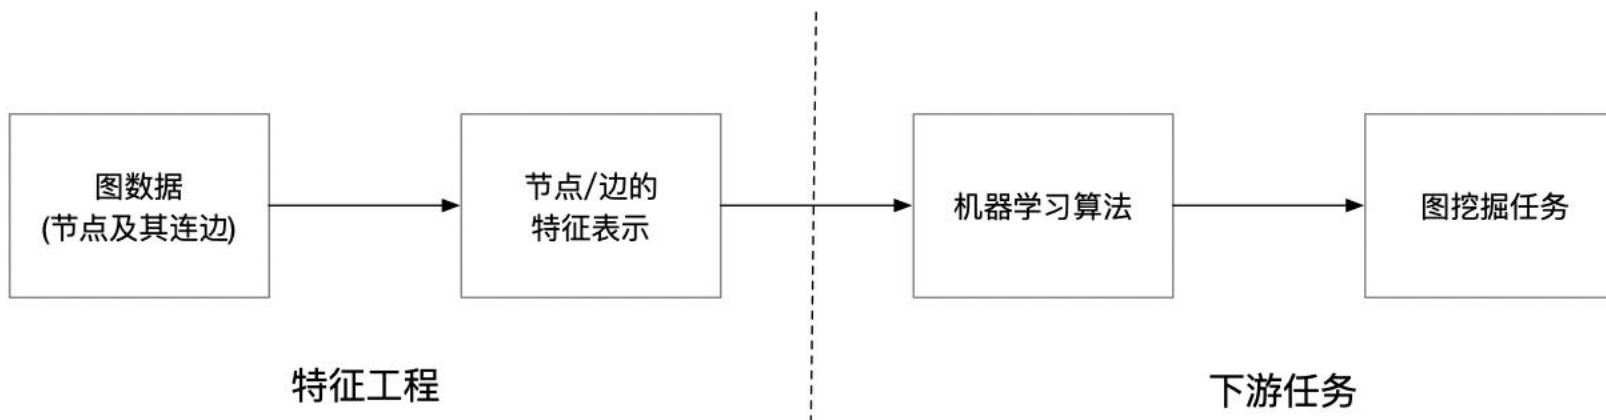 图数据
(节点及其连边)
节点/边的
特征表示
机器学习算法
图挖掘任务
特征工程
下游任务